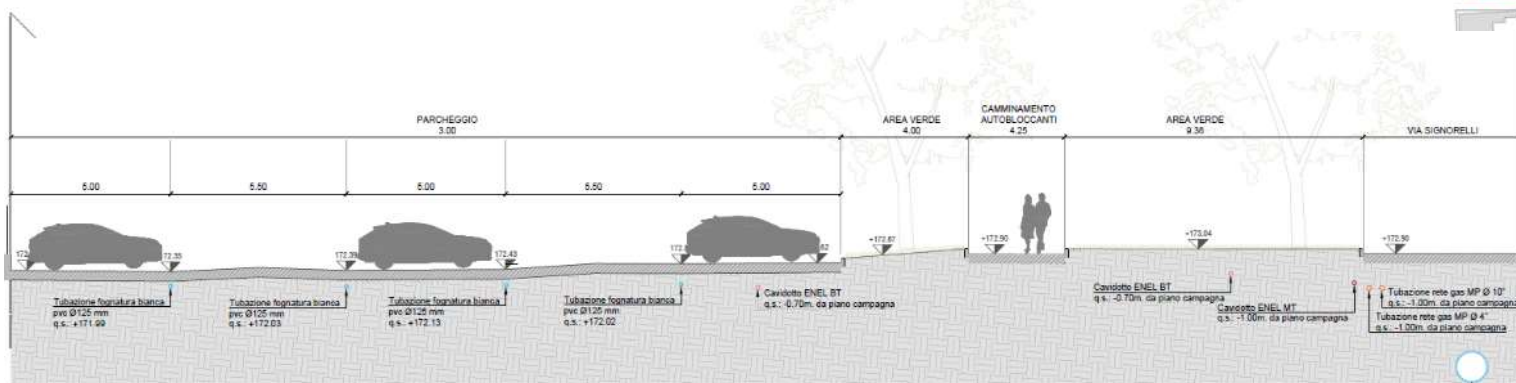 PARCHEGGIO
3.00
AREA VERDE
4.00
CAMMINAMENTO
AUTOBLOCCANTI
4.25
AREA VERDE
9.36
VIA SIGNORELLI
5.00
5.50
5.00
5.50
5.00
172.35
172.39
172.43
+172.87
+172.90
+173.04
+172.90
Tubazione fognatura bianca
pvc Ø125 mm
q.s.: +171.99
Tubazione fognatura bianca
pvc Ø125 mm
q.s.: +172.03
Tubazione fognatura bianca
pvc Ø125 mm
q.s.: +172.13
Tubazione fognatura bianca
pvc Ø125 mm
q.s.: +172.02
Cavidotto ENEL BT
q.s.: -0.70m. da piano campagna
Cavidotto ENEL BT
q.s.: -0.70m. da piano campagna
Cavidotto ENEL MT
q.s.: -1.00m. da piano campagna
Tubazione rete gas MP Ø 10"
q.s.: -1.00m. da piano campagna
Tubazione rete gas MP Ø 4"
q.s.: -1.00m. da piano campagna